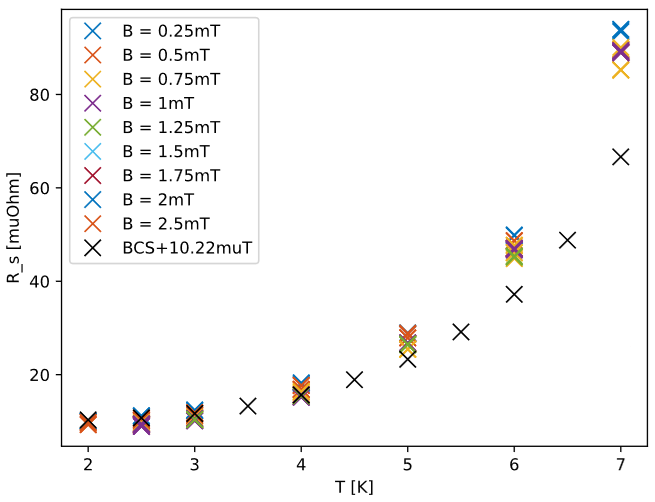 B = 0.25mT
B = 0.5mT
B = 0.75mT
B = 1mT
B = 1.25mT
B = 1.5mT
B = 1.75mT
B = 2mT
B = 2.5mT
BCS+10.22muT
80
60
40
20
R_s [muOhm]
2 3 4 5 6 7
T [K]